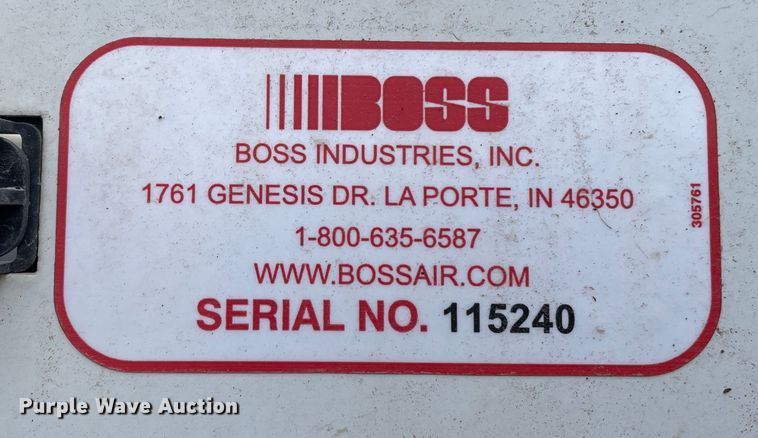 BOSS
BOSS INDUSTRIES, INC.
1761 GENESIS DR. LA PORTE, IN 46350
1-800-635-6587
WWW.BOSSAIR.COM
SERIAL NO. 115240
305761
Purple Wave Auction